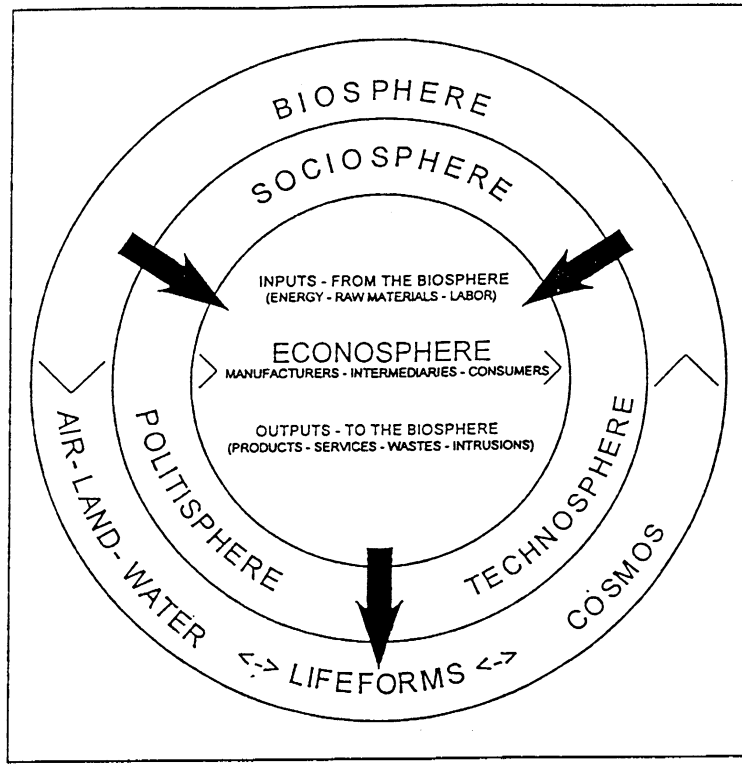 BIOSPHERE
SOCIOSPHERE
INPUTS - FROM THE BIOSPHERE
(ENERGY - RAW MATERIALS - LABOR)
ECONOSPHERE
MANUFACTURERS - INTERMEDIARIES - CONSUMERS
OUTPUTS - TO THE BIOSPHERE
(PRODUCTS - SERVICES - WASTES - INTRUSIONS)
POLITISPHERE
TECHNOSPHERE
AIR-LAND-WATER <-> LIFEFORMS <-> COSMOS